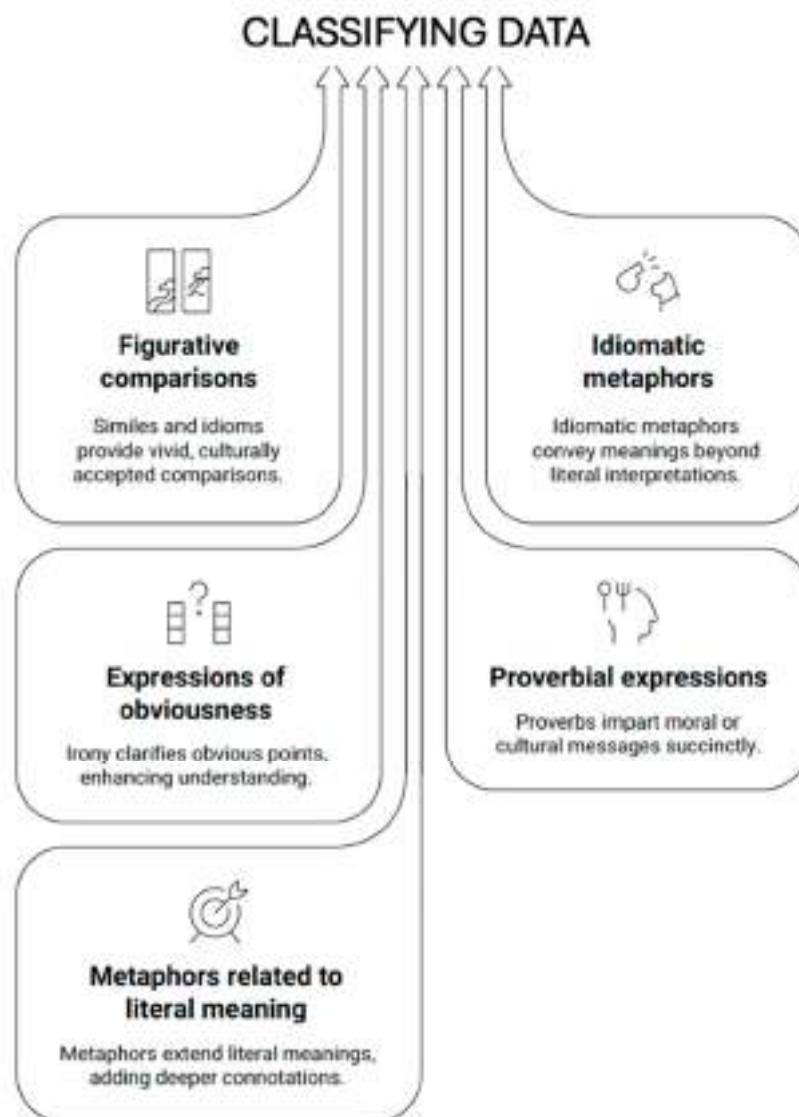 CLASSIFYING DATA
Figurative
comparisons
Similes and idioms
provide vivid, culturally
accepted comparisons.
Idiomatic
metaphors
Idiomatic metaphors
convey meanings beyond
literal interpretations.
?
Expressions of
obviousness
Irony clarifies obvious points,
enhancing understanding.
Proverbial expressions
Proverbs impart moral or
cultural messages succinctly.
Metaphors related to
literal meaning
Metaphors extend literal meanings,
adding deeper connotations.